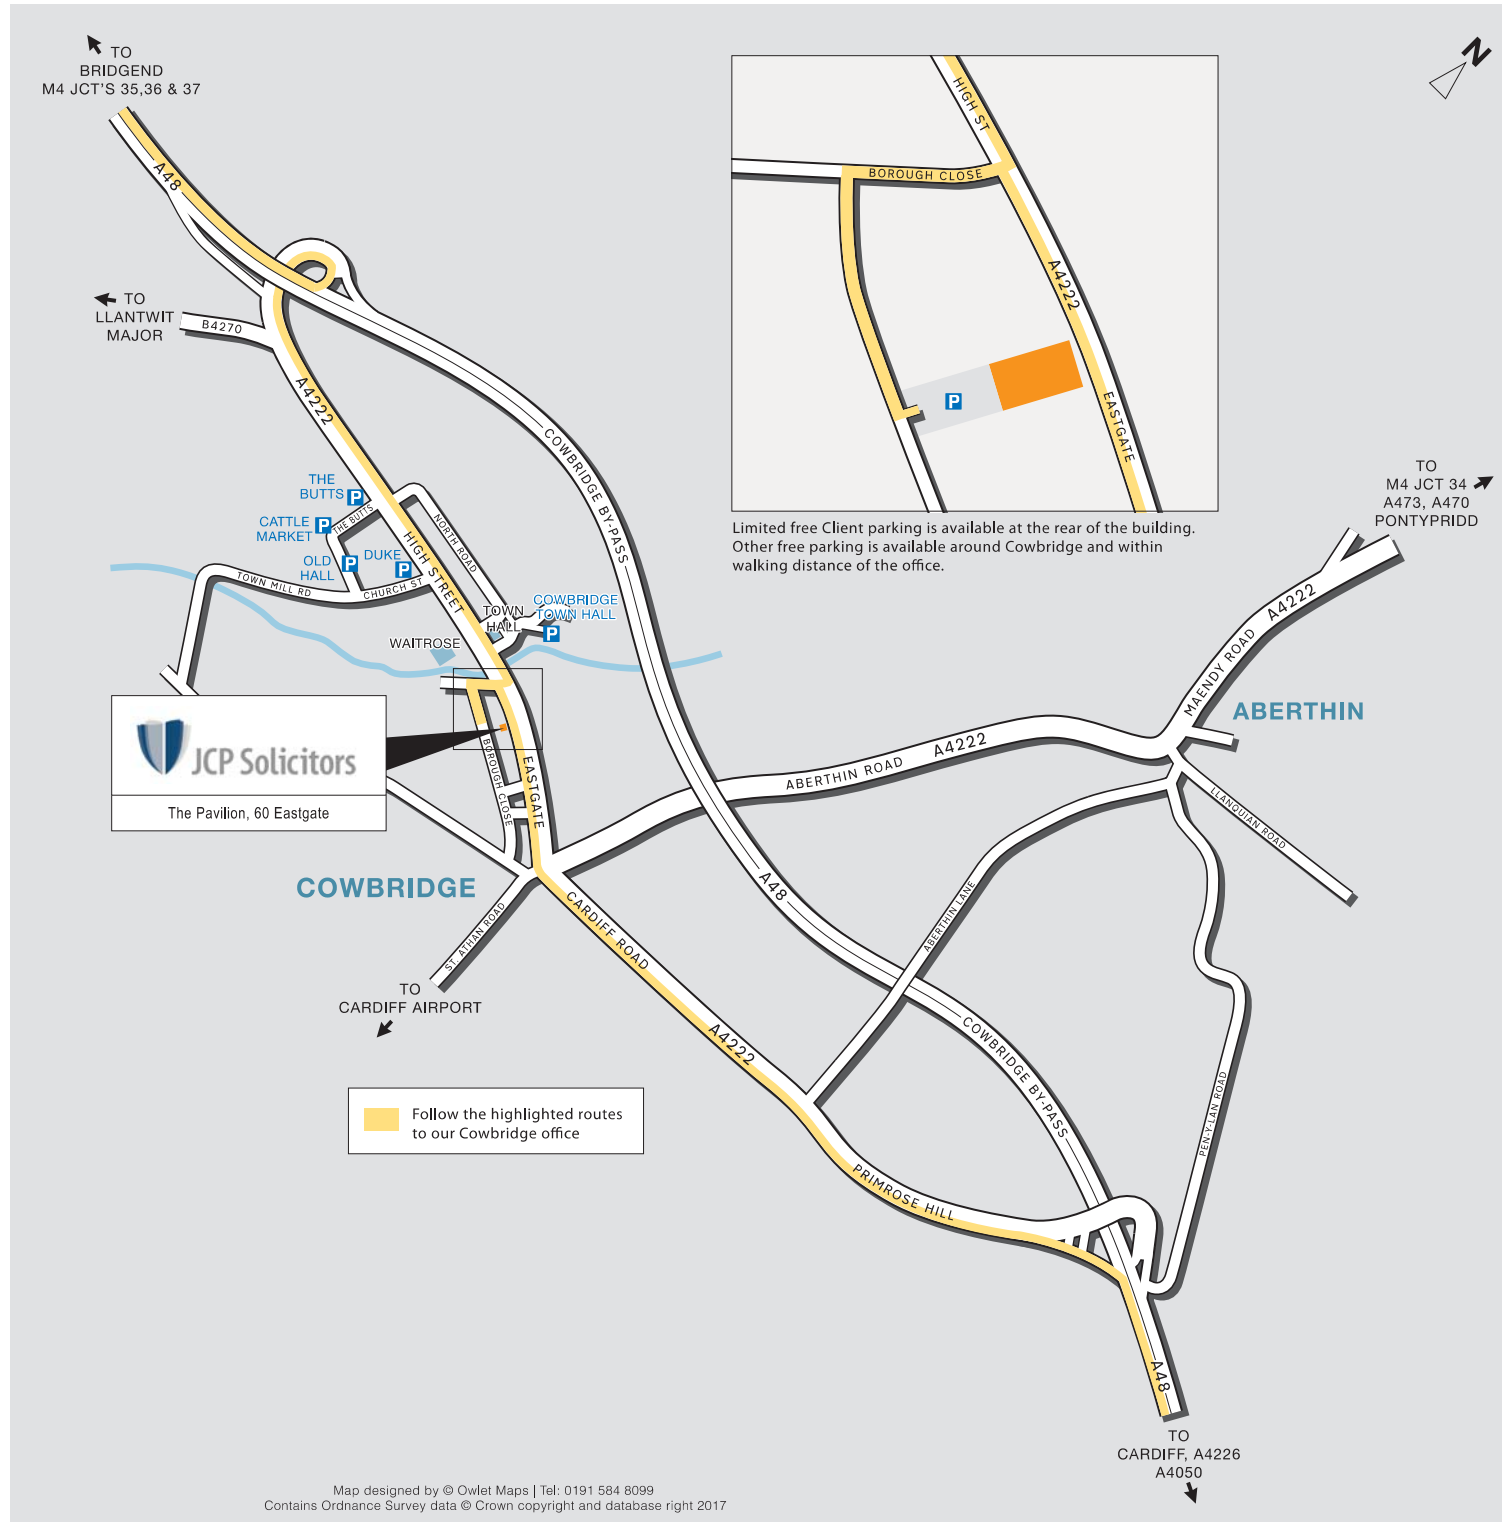 TO
BRIDGEND
M4 JCT'S 35,36 & 37
N
A48
HIGH ST
BOROUGH CLOSE
A4222
P
EASTGATE
Limited free Client parking is available at the rear of the building.
Other free parking is available around Cowbridge and within
walking distance of the office.
TO
LLANTWIT
MAJOR
B4270
A4222
COWBRIDGE BY-PASS
TO
M4 JCT 34
A473, A470
PONTYPRIDD
THE
BUTTS
P
CATTLE
MARKET
P
THE BUTTS
OLD
HALL
P
DUKE
P
HIGH STREET
NORTH ROAD
TOWN MILL RD
CHURCH ST
TOWN
HALL
COWBRIDGE
TOWN HALL
P
WAITROSE
MAENDY ROAD
A4222
ABERTHIN
JCP Solicitors
The Pavilion, 60 Eastgate
BOROUGH CLOSE
EASTGATE
ABERTHIN ROAD
A4222
LLANQUIAN ROAD
COWBRIDGE
A48
ST. ATHAN ROAD
CARDIFF ROAD
ABERTHIN LANE
TO
CARDIFF AIRPORT
A4222
COWBRIDGE BY-PASS
PEN-Y-LAN ROAD
Follow the highlighted routes
to our Cowbridge office
PRIMROSE HILL
A48
TO
CARDIFF, A4226
A4050
Map designed by © Owlet Maps | Tel: 0191 584 8099
Contains Ordnance Survey data © Crown copyright and database right 2017